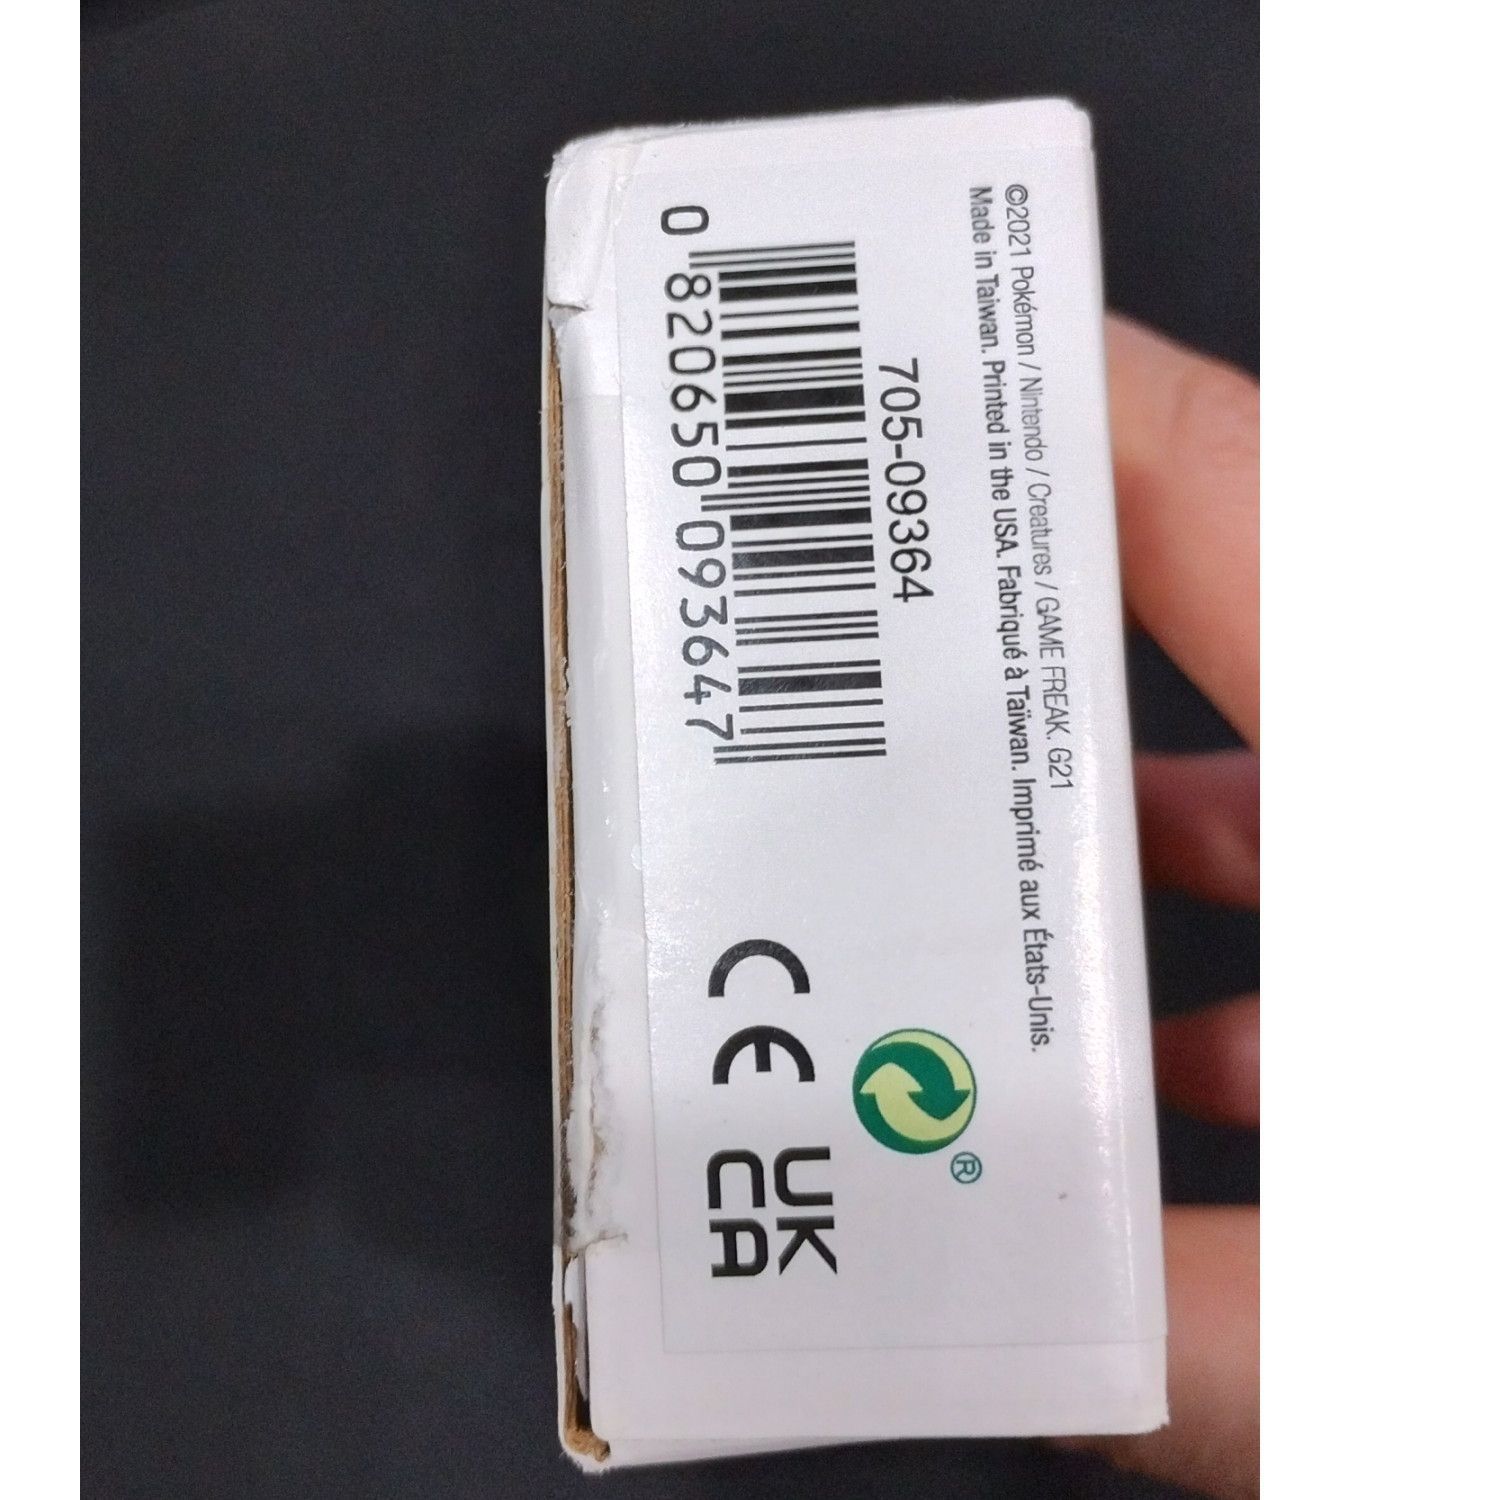 ©2021 Pokémon / Nintendo / Creatures / GAME FREAK. G21
Made in Taiwan. Printed in the USA. Fabriqué à Taïwan. Imprimé aux États-Unis.
705-09364
0 820650 093647
®
CE
UK
CA